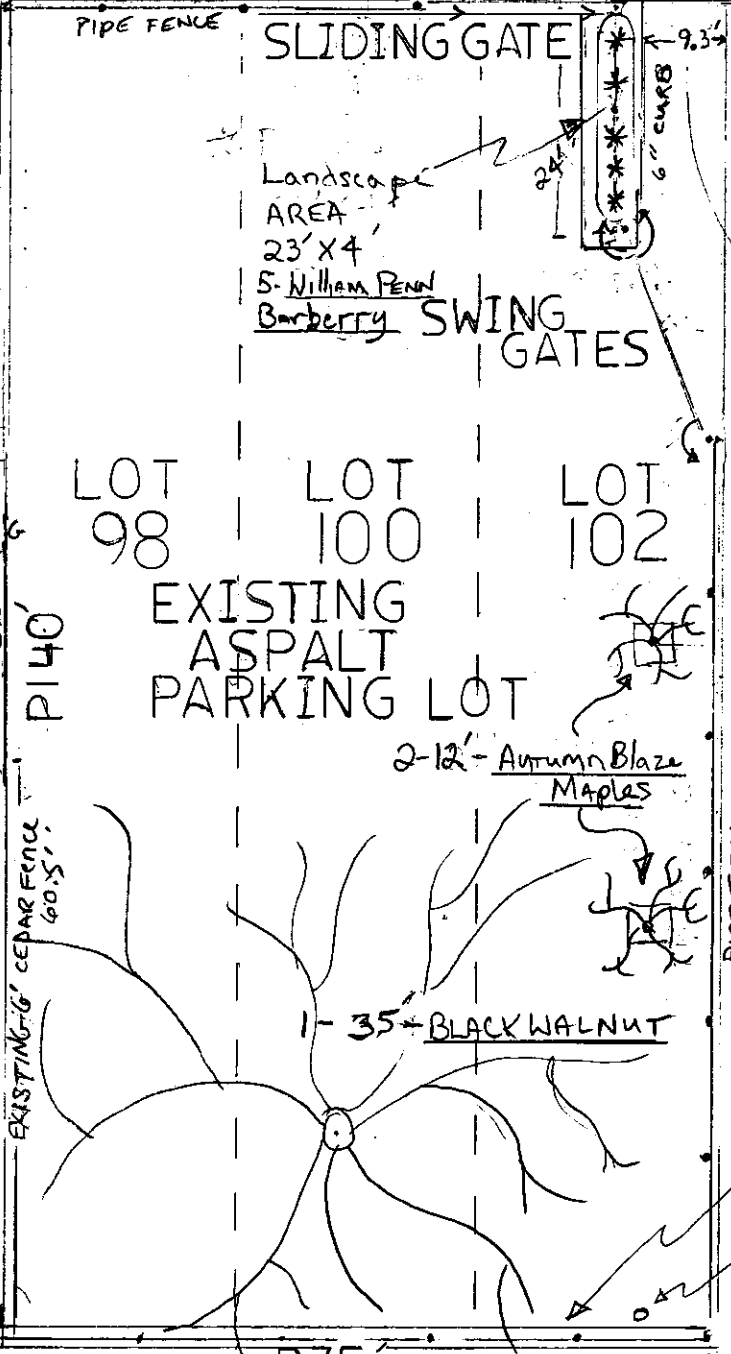 PIPE FENCE
SLIDING GATE
9.3'
6" CURB
24'
Landscape
AREA
23' X 4'
5- William PENN
Barberry
SWING
GATES
LOT
98
LOT
100
LOT
102
EXISTING
ASPALT
PARKING LOT
P140'
2-12'- Autumn Blaze
Maples
EXISTING-6' CEDAR FENCE
60.5'
1- 35'- BLACK WALNUT